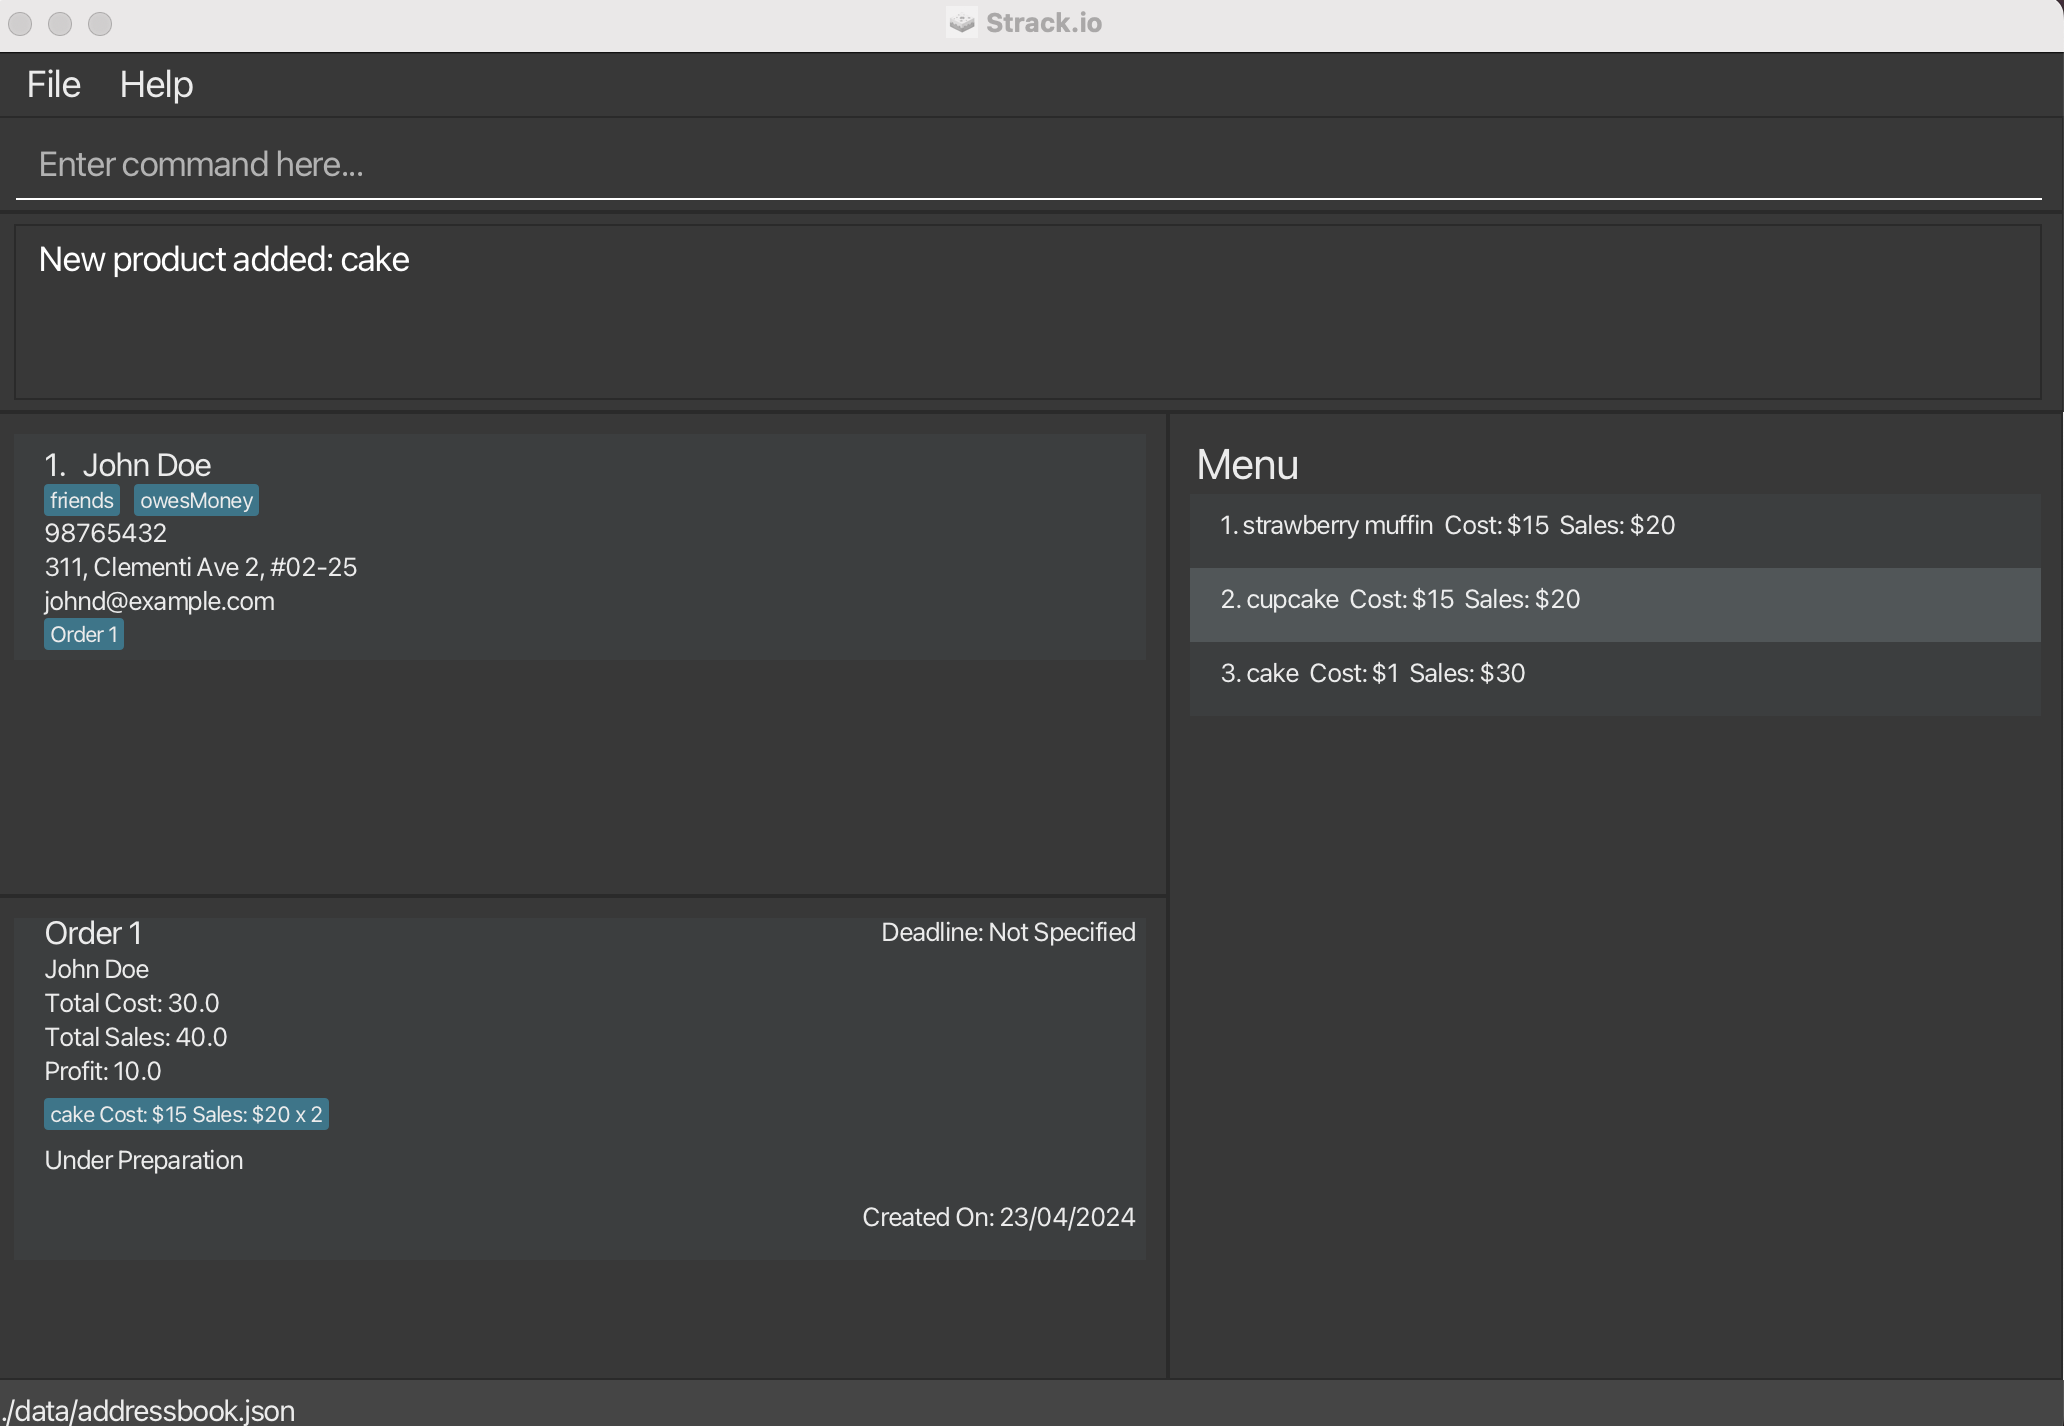 Strack.io
File Help
Enter command here...
New product added: cake
1. John Doe
friends owesMoney
98765432
311, Clementi Ave 2, #02-25
johnd@example.com
Order 1
Menu
1. strawberry muffin Cost: $15 Sales: $20
2. cupcake Cost: $15 Sales: $20
3. cake Cost: $1 Sales: $30
Order 1
Deadline: Not Specified
John Doe
Total Cost: 30.0
Total Sales: 40.0
Profit: 10.0
cake Cost: $15 Sales: $20 x 2
Under Preparation
Created On: 23/04/2024
./data/addressbook.json